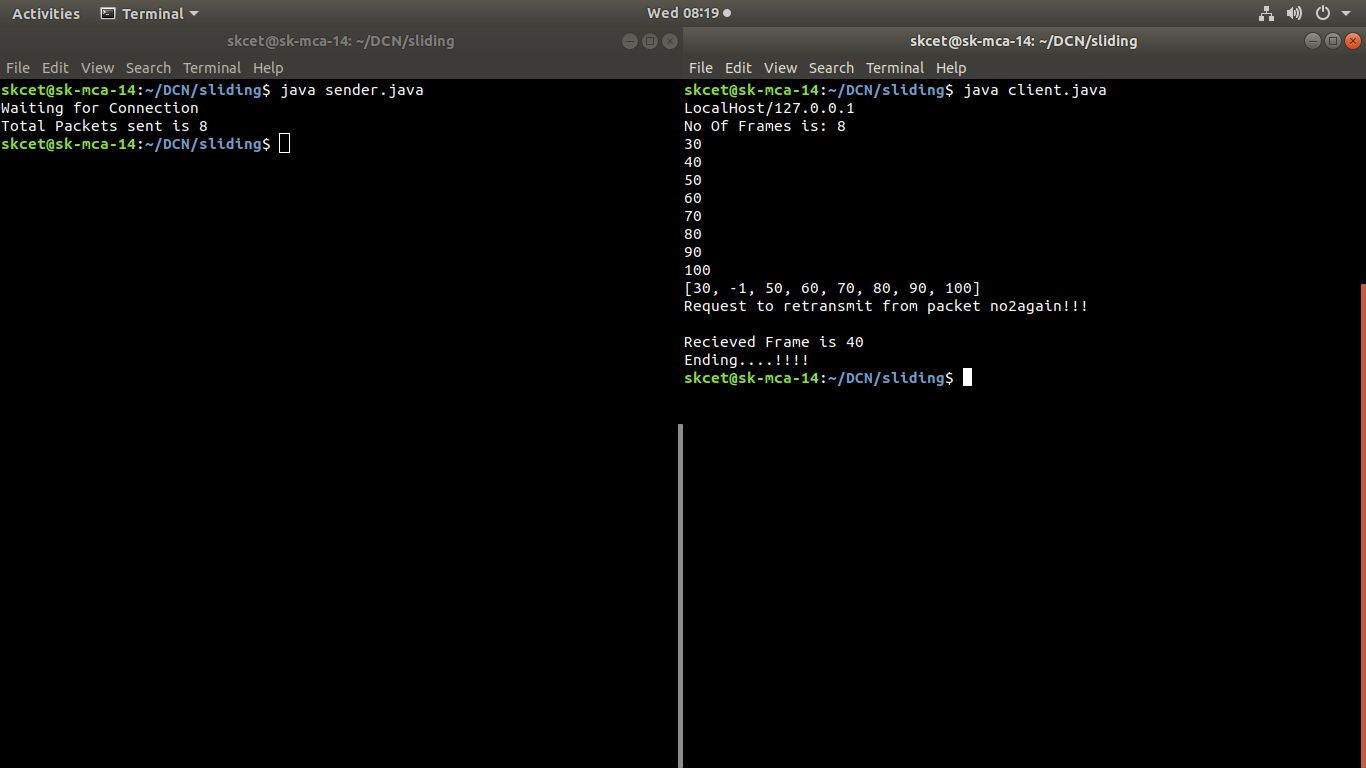 Activities Terminal Wed 08:19
skcet@sk-mca-14: ~/DCN/sliding
File Edit View Search Terminal Help
skcet@sk-mca-14:~/DCN/sliding$ java sender.java
Waiting for Connection
Total Packets sent is 8
skcet@sk-mca-14:~/DCN/sliding$
skcet@sk-mca-14: ~/DCN/sliding
File Edit View Search Terminal Help
skcet@sk-mca-14:~/DCN/sliding$ java client.java
LocalHost/127.0.0.1
No Of Frames is: 8
30
40
50
60
70
80
90
100
[30, -1, 50, 60, 70, 80, 90, 100]
Request to retransmit from packet no2again!!!
Recieved Frame is 40
Ending....!!!!
skcet@sk-mca-14:~/DCN/sliding$